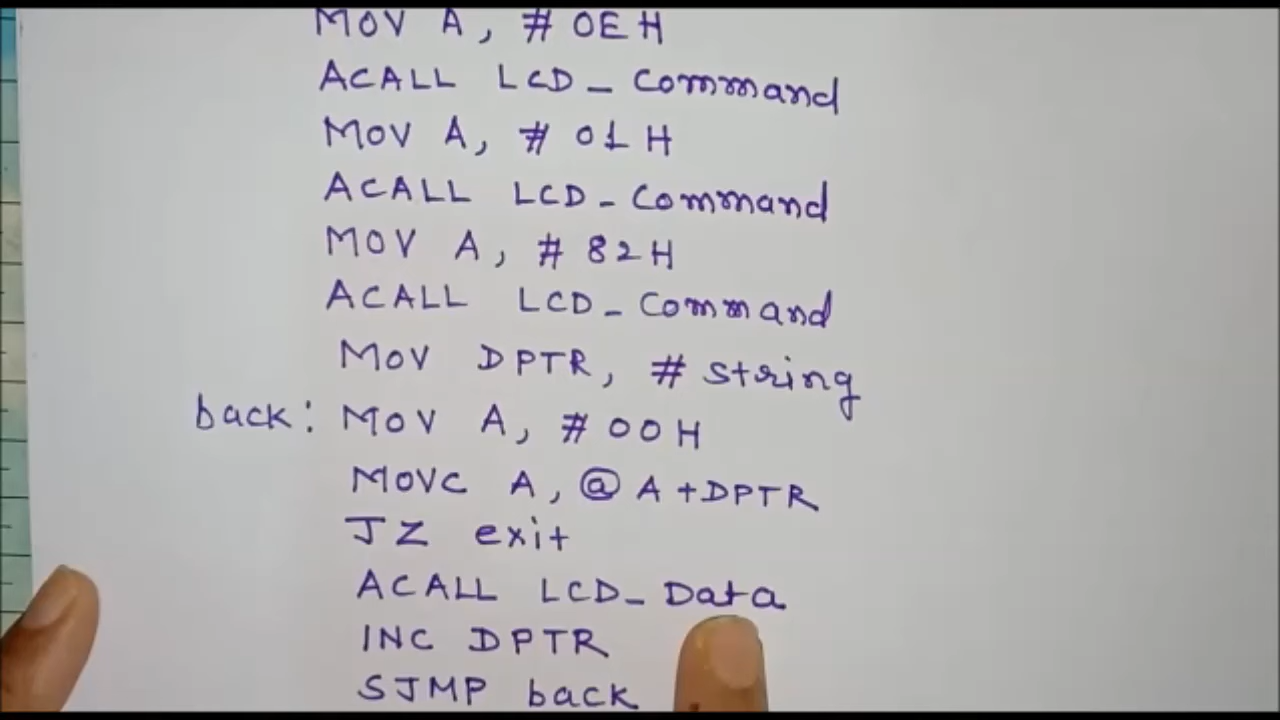 MOV A, # 0EH
ACALL LCD_Command
MOV A, # 01H
ACALL LCD_Command
MOV A, # 82H
ACALL LCD_Command
MOV DPTR, # string
back: MOV A, # 00H
MOVC A, @ A+DPTR
JZ exit
ACALL LCD_Data
INC DPTR
SJMP back